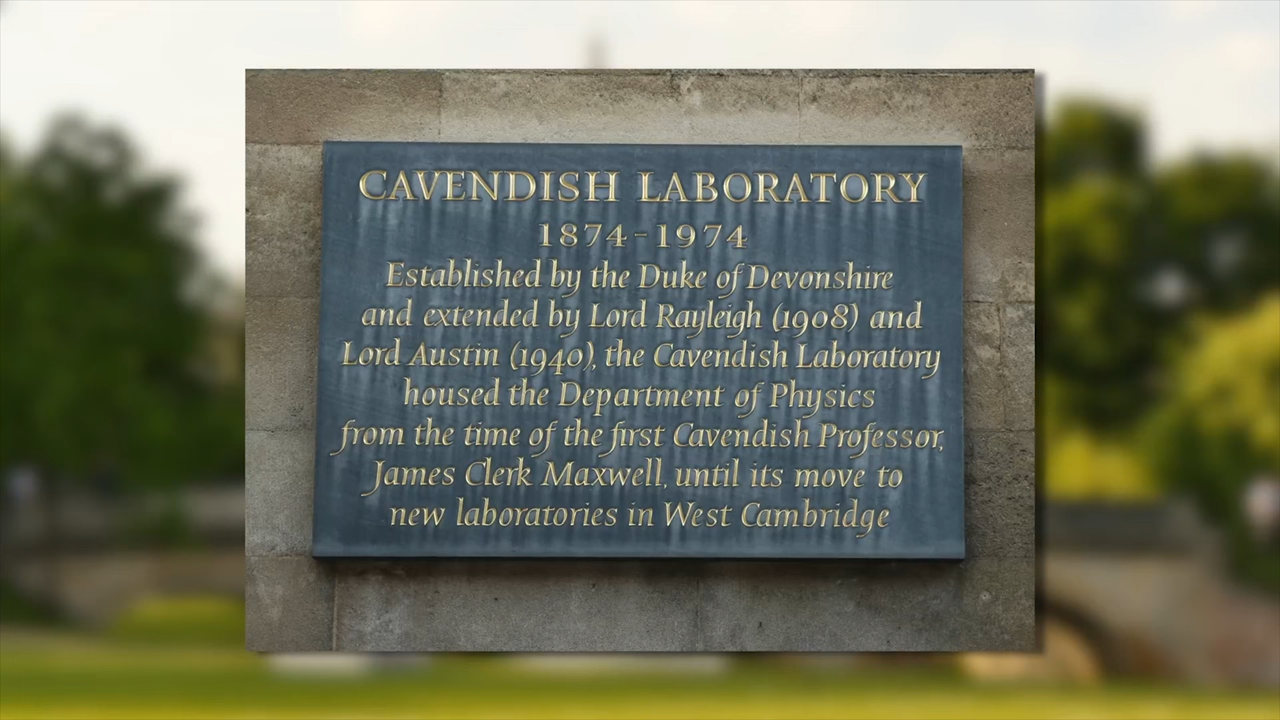 CAVENDISH LABORATORY
1874-1974
Established by the Duke of Devonshire
and extended by Lord Rayleigh (1908) and
Lord Austin (1940), the Cavendish Laboratory
housed the Department of Physics
from the time of the first Cavendish Professor,
James Clerk Maxwell, until its move to
new laboratories in West Cambridge